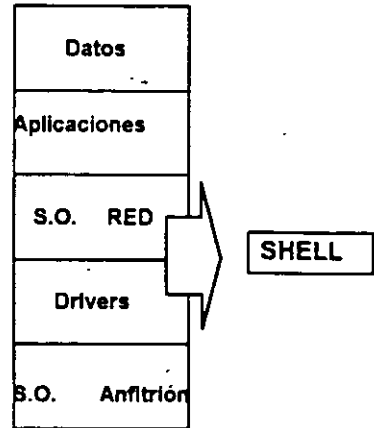 Datos
Aplicaciones
S.O. RED
SHELL
Drivers
S.O. Anfitrión